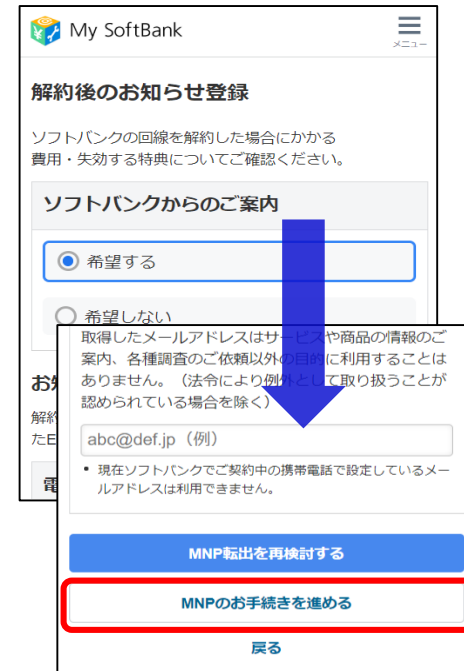 My SoftBank
メニュー
解約後のお知らせ登録
ソフトバンクの回線を解約した場合にかかる
費用・失効する特典についてご確認ください。
ソフトバンクからのご案内
希望する
希望しない
お知
解約
たE
電
取得したメールアドレスはサービスや商品の情報のご
案内、各種調査のご依頼以外の目的に利用することは
ありません。（法令により例外として取り扱うことが
認められている場合を除く）
abc@def.jp（例）
• 現在ソフトバンクでご契約中の携帯電話で設定しているメー
ルアドレスは利用できません。
MNP転出を再検討する
MNPのお手続きを進める
戻る